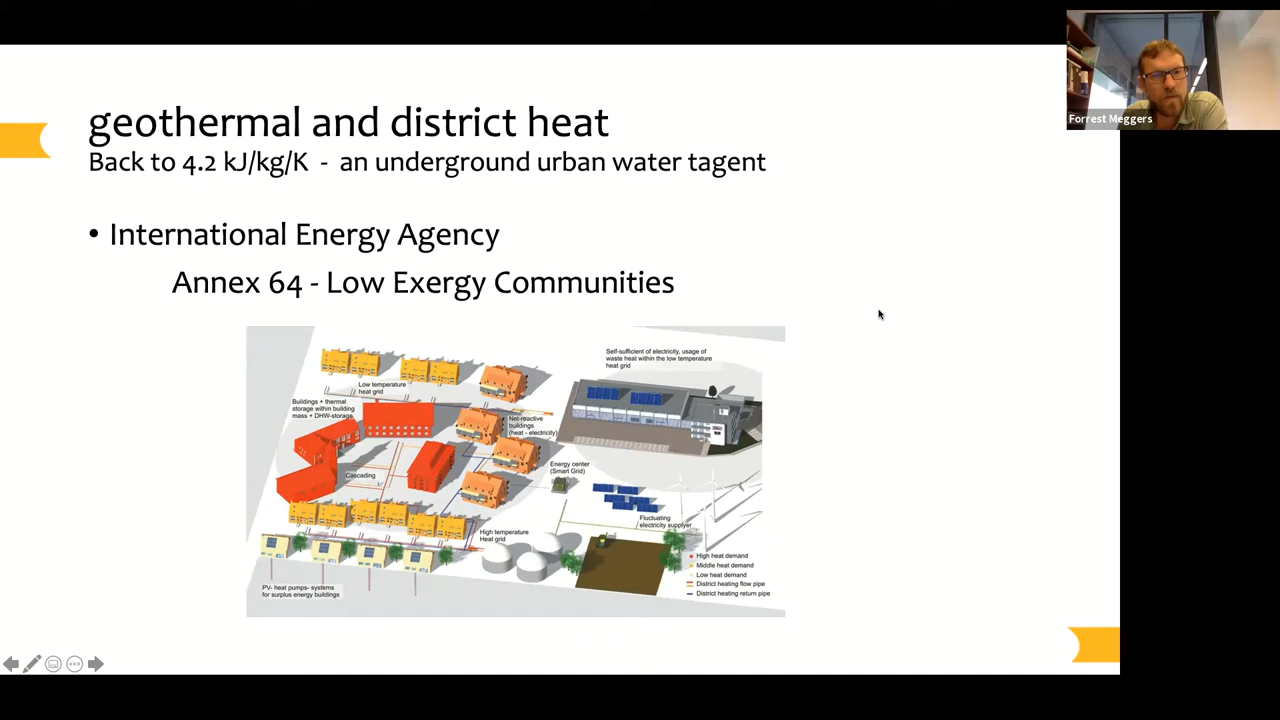 Forrest Meggers
geothermal and district heat
Back to 4.2 kJ/kg/K - an underground urban water tagent
• International Energy Agency
Annex 64 - Low Exergy Communities
Self-sufficient of electricity, usage of
waste heat within the low temperature
heat grid
Low temperature
heat grid
Buildings + thermal
storage within building
mass + DHW-storage
Net-reactive
buildings
(heat - electricity)
Cascading
Energy center
(Smart Grid)
Fluctuating
electricity supplyer
High temperature
Heat grid
High heat demand
Middle heat demand
Low heat demand
District heating flow pipe
District heating return pipe
PV- heat pumps- systems
for surplus energy buildings